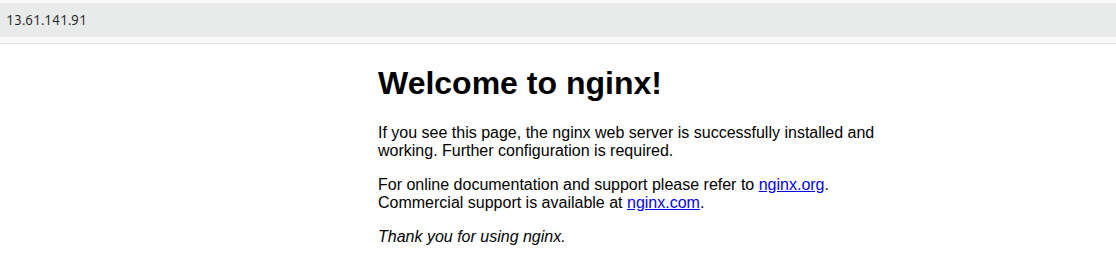 13.61.141.91
Welcome to nginx!
If you see this page, the nginx web server is successfully installed and
working. Further configuration is required.
For online documentation and support please refer to nginx.org.
Commercial support is available at nginx.com.
Thank you for using nginx.